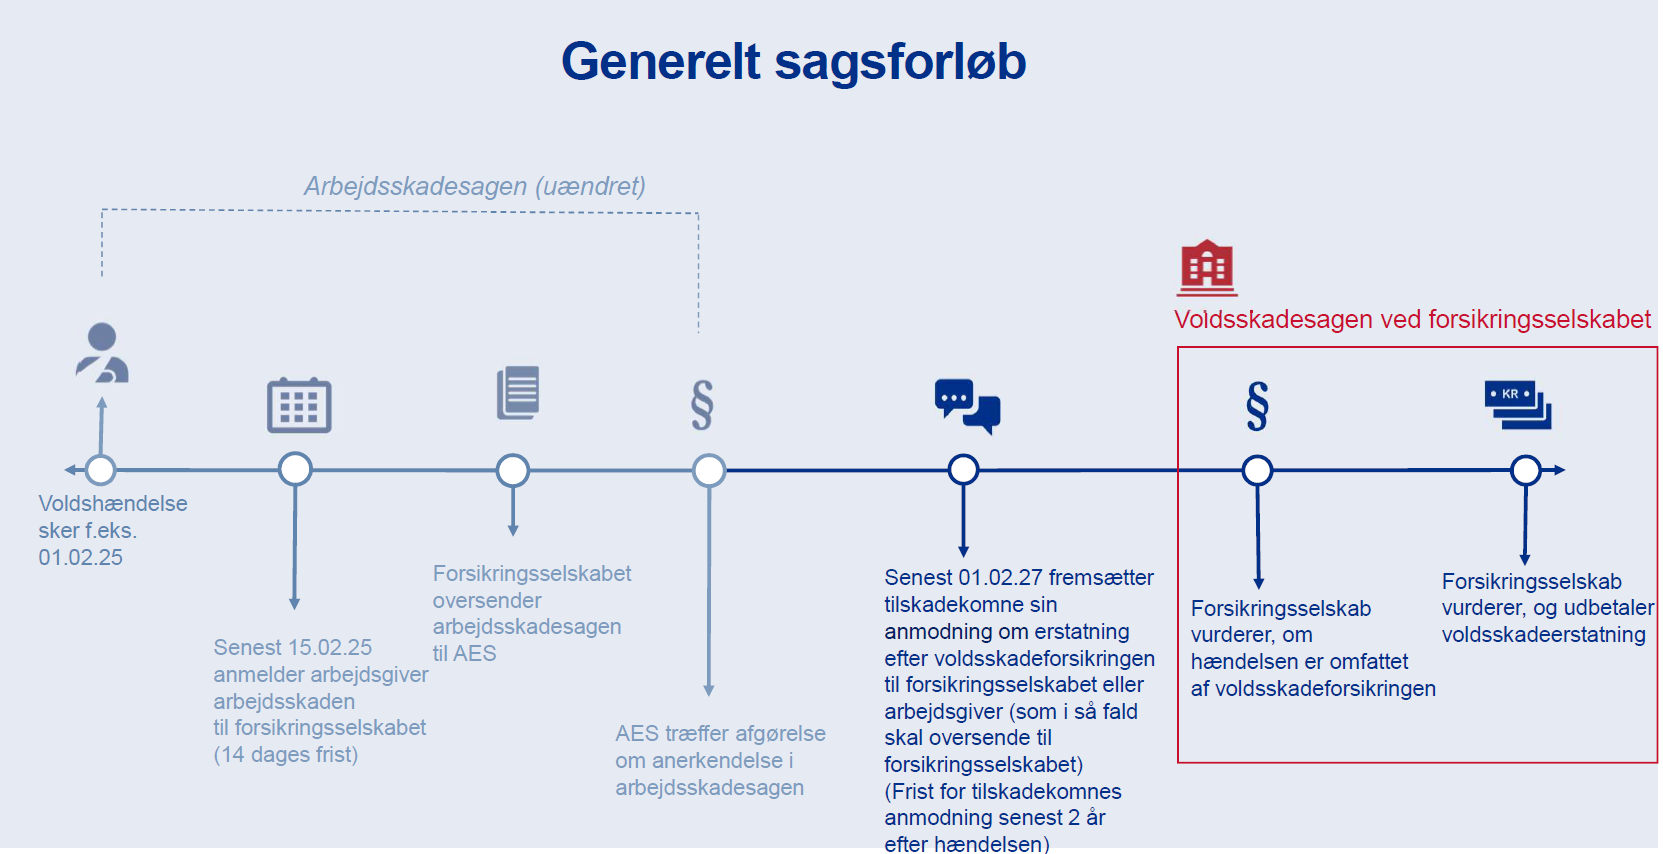 Generelt sagsforløb
Arbejdsskadesagen (uændret)
Voldsskadesagen ved forsikringsselskabet
§
§
KR
Voldshændelse
sker f.eks.
01.02.25
Senest 15.02.25
anmelder arbejdsgiver
arbejdsskaden
til forsikringsselskabet
(14 dages frist)
Forsikringsselskabet
oversender
arbejdsskadesagen
til AES
AES træffer afgørelse
om anerkendelse i
arbejdsskadesagen
Senest 01.02.27 fremsætter
tilskadekomne sin
anmodning om erstatning
efter voldsskadeforsikringen
til forsikringsselskabet eller
arbejdsgiver (som i så fald
skal oversende til
forsikringsselskabet)
(Frist for tilskadekomnes
anmodning senest 2 år
efter hændelsen)
Forsikringsselskab
vurderer, om
hændelsen er omfattet
af voldsskadeforsikringen
Forsikringsselskab
vurderer, og udbetaler
voldsskadeerstatning